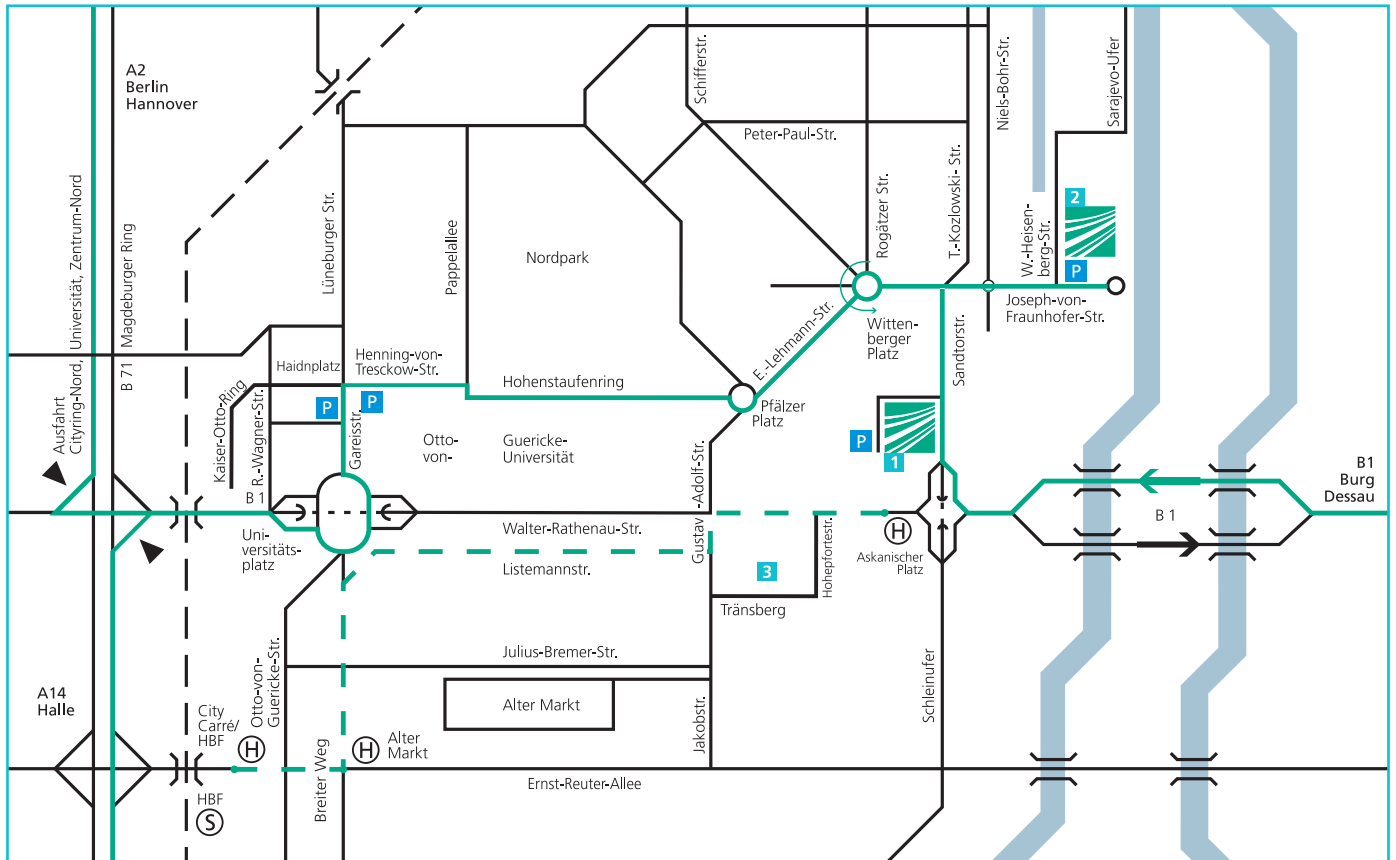 A2
Berlin
Hannover
Ausfahrt
Cityring-Nord, Universität, Zentrum-Nord
B 71 Magdeburger Ring
Lüneburger Str.
Pappelallee
Nordpark
Schifferstr.
Peter-Paul-Str.
Rogätzer Str.
T.-Kozlowski- Str.
Niels-Bohr-Str.
W.-Heisen-
berg-Str.
Sarajevo-Ufer
2
P
Joseph-von-
Fraunhofer-Str.
Witten-
berger
Platz
E.-Lehmann-Str.
Sandtorstr.
Haidnplatz
Henning-von-
Tresckow-Str.
Hohenstaufenring
Pfälzer
Platz
Kaiser-Otto-Ring
R.-Wagner-Str.
P
P
Gareisstr.
Otto-
von-
Guericke-
Universität
P
1
B 1
Uni-
versitäts-
platz
Walter-Rathenau-Str.
Listemannstr.
Gustav -Adolf-Str.
3
Hohepfortestr.
Tränsberg
H
Askanischer
Platz
B 1
B1
Burg
Dessau
Otto-von-
Guericke-Str.
Julius-Bremer-Str.
Alter Markt
Jakobstr.
Schleinufer
A14
Halle
City
Carré/
HBF
H
H
Alter
Markt
Breiter Weg
Ernst-Reuter-Allee
HBF
S